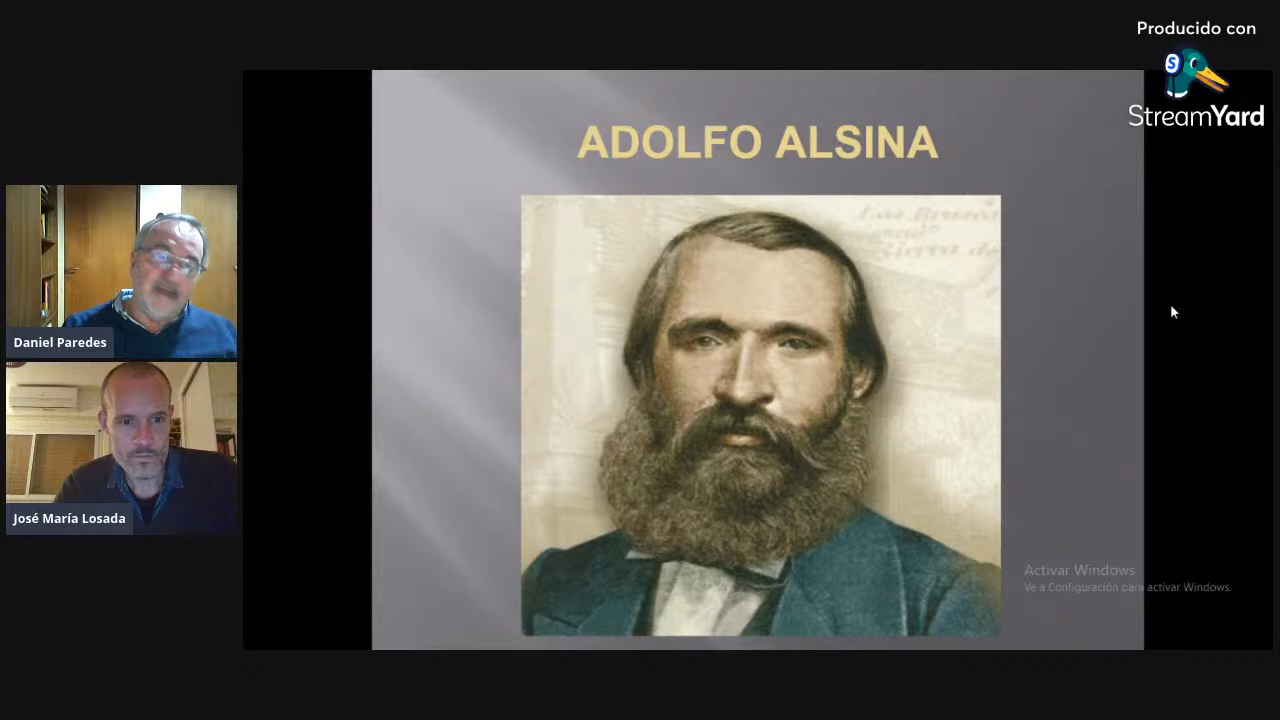 Producido con
StreamYard
ADOLFO ALSINA
Daniel Paredes
José María Losada
Activar Windows
Ve a Configuración para activar Windows.